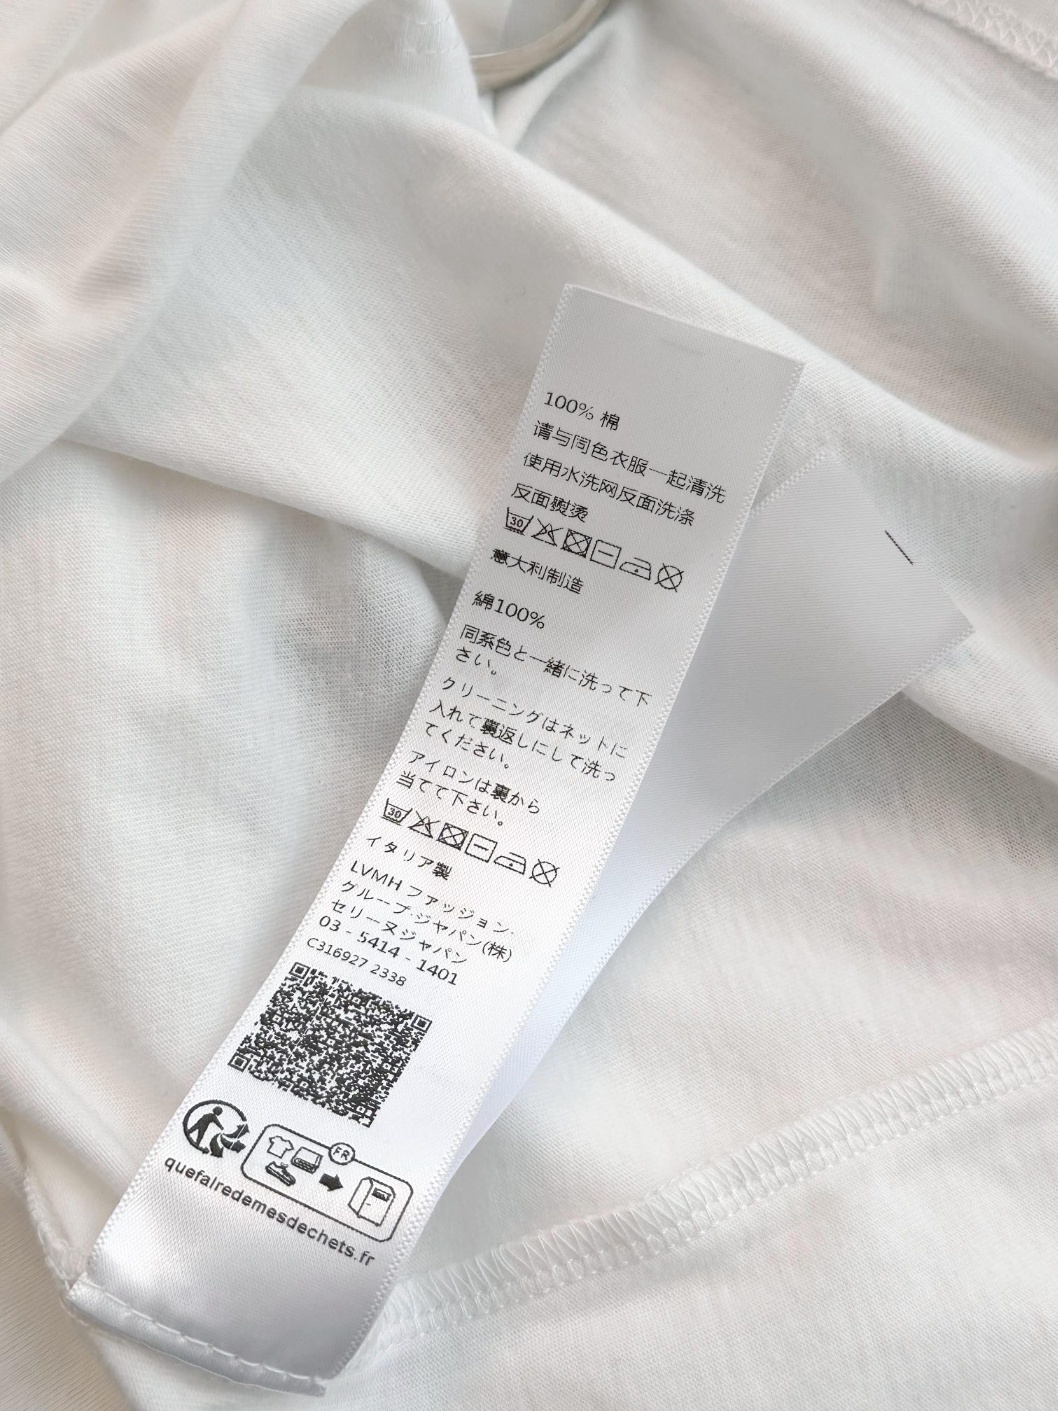 100% 棉
请与同色衣服一起清洗
使用水洗网反面洗涤
反面熨烫
30
意大利制造
綿100%
同系色と一緒に洗って下
さい。
クリーニングはネットに
入れて裏返しにして洗っ
てください。
アイロンは裏から
当てて下さい。
30
イタリア製
LVMH ファッション・
グループ・ジャパン(株)
セリーヌジャパン
03 - 5414 - 1401
C316927 2338
FR
quefairedemesdechets.fr